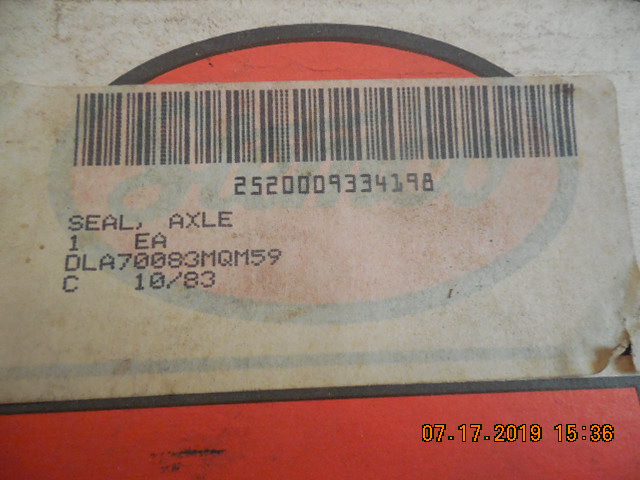 2520009334198
SEAL, AXLE
1 EA
DLA70083MQM59
C 10/83
07.17.2019 15:36